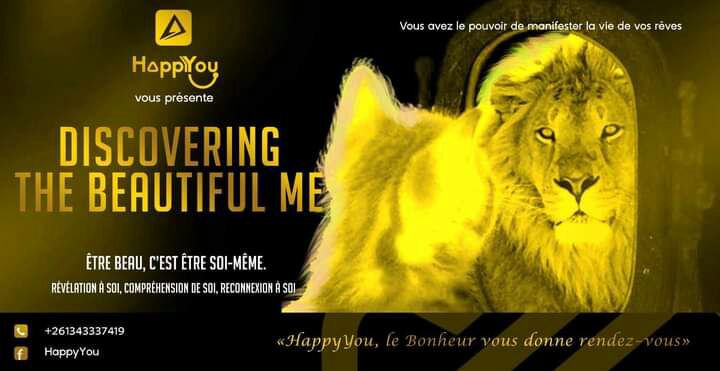 HappyYou
vous présente
Vous avez le pouvoir de manifester la vie de vos rêves
DISCOVERING
THE BEAUTIFUL ME
ÊTRE BEAU, C'EST ÊTRE SOI-MÊME.
RÉVÉLATION À SOI, COMPRÉHENSION DE SOI, RECONNEXION À SOI
+261343337419
HappyYou
«HappyYou, le Bonheur vous donne rendez-vous»